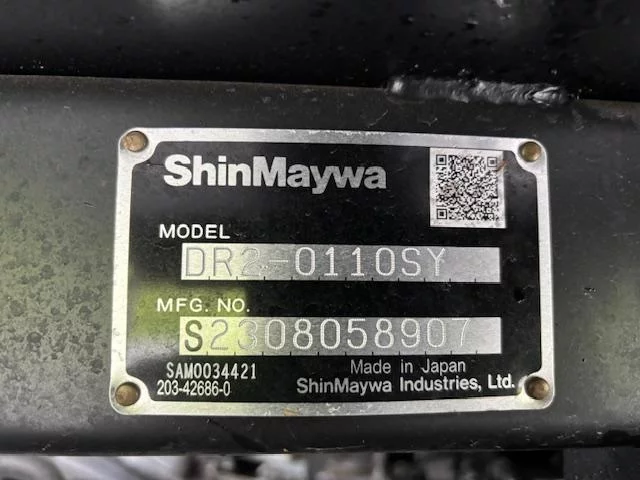 ShinMaywa
MODEL
DR2-0110SY
MFG. NO.
S2308058907
SAM0034421
203-42686-0
Made in Japan
ShinMaywa Industries, Ltd.